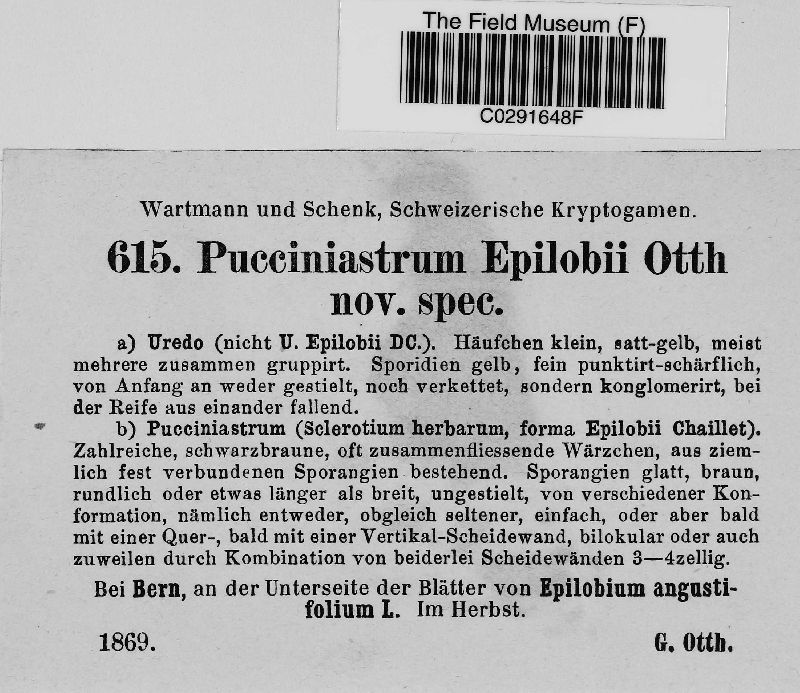 The Field Museum (F)
C0291648F
Wartmann und Schenk, Schweizerische Kryptogamen.
615. Pucciniastrum Epilobii Otth
nov. spec.
a) Uredo (nicht U. Epilobii DC.). Häufchen klein, satt-gelb, meist
mehrere zusammen gruppirt. Sporidien gelb, fein punktirt-schärflich,
von Anfang an weder gestielt, noch verkettet, sondern konglomerirt, bei
der Reife aus einander fallend.
b) Pucciniastrum (Sclerotium herbarum, forma Epilobii Chaillet).
Zahlreiche, schwarzbraune, oft zusammenfliessende Wärzchen, aus ziem-
lich fest verbundenen Sporangien bestehend. Sporangien glatt, braun,
rundlich oder etwas länger als breit, ungestielt, von verschiedener Kon-
formation, nämlich entweder, obgleich seltener, einfach, oder aber bald
mit einer Quer-, bald mit einer Vertikal-Scheidewand, bilokular oder auch
zuweilen durch Kombination von beiderlei Scheidewänden 3—4zellig.
Bei Bern, an der Unterseite der Blätter von Epilobium angusti-
folium L. Im Herbst.
1869. G. Otth.